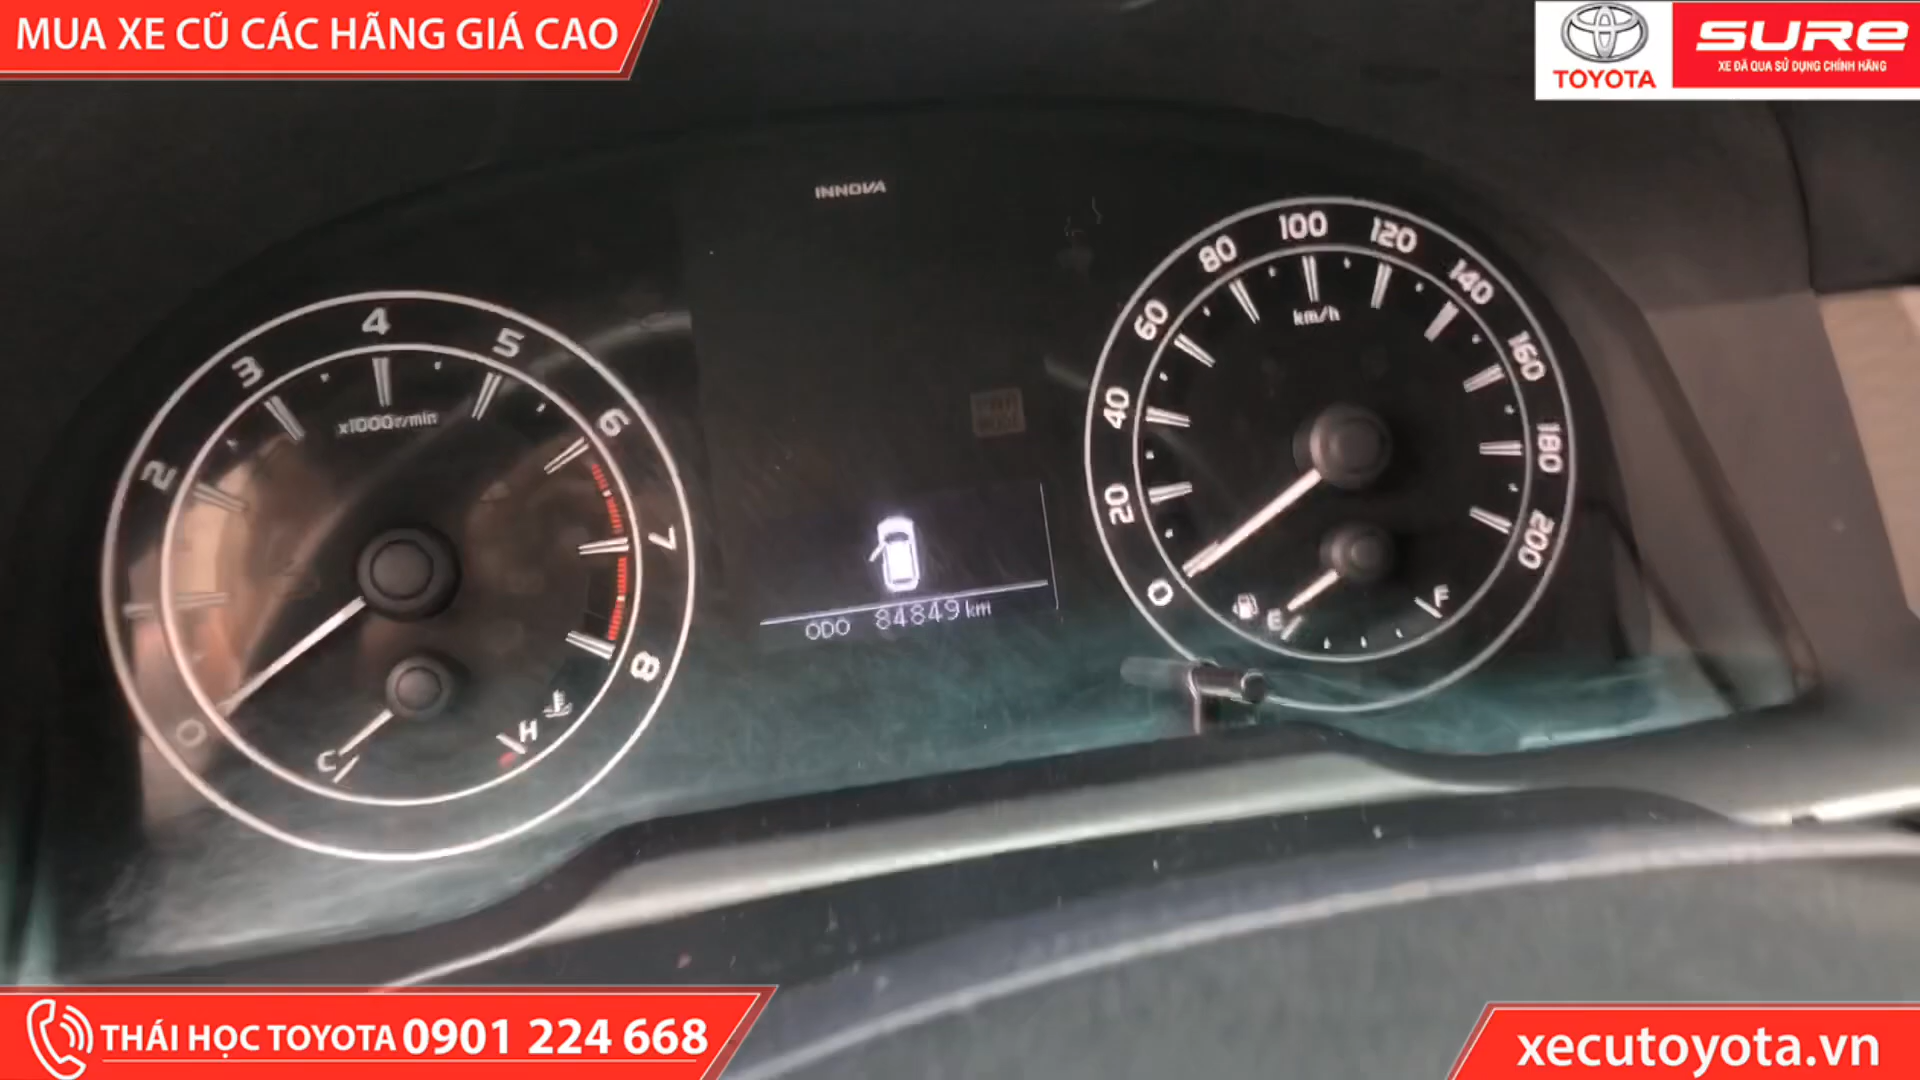 MUA XE CŨ CÁC HÃNG GIÁ CAO
TOYOTA
SURE
XE ĐÃ QUA SỬ DỤNG CHÍNH HÃNG
INNOVA
0
2
3
4
5
6
7
8
x1000r/min
C
H
PWR
MODE
ODO 84849 km
0
20
40
60
80
100
120
140
160
180
200
km/h
E
F
THÁI HỌC TOYOTA 0901 224 668
xecutoyota.vn